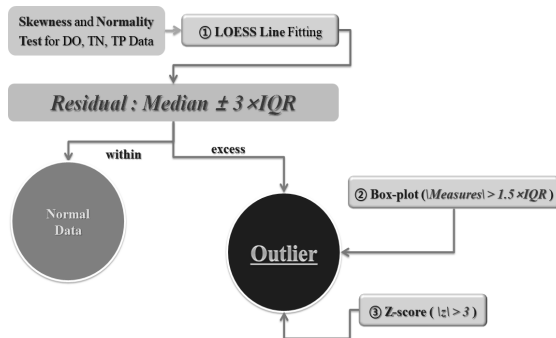 Skewness and Normality
Test for DO, TN, TP Data
① LOESS Line Fitting
Residual : Median ± 3 ×IQR
within
excess
Normal
Data
② Box-plot (\Measures\ > 1.5 ×IQR )
Outlier
③ Z-score ( \z\ > 3 )